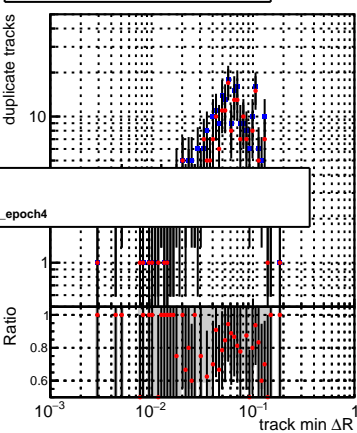 duplicate tracks
10
_epoch4
1
Ratio
1
0.8
0.6
10⁻³ 10⁻² 10⁻¹ 1
track min ΔR